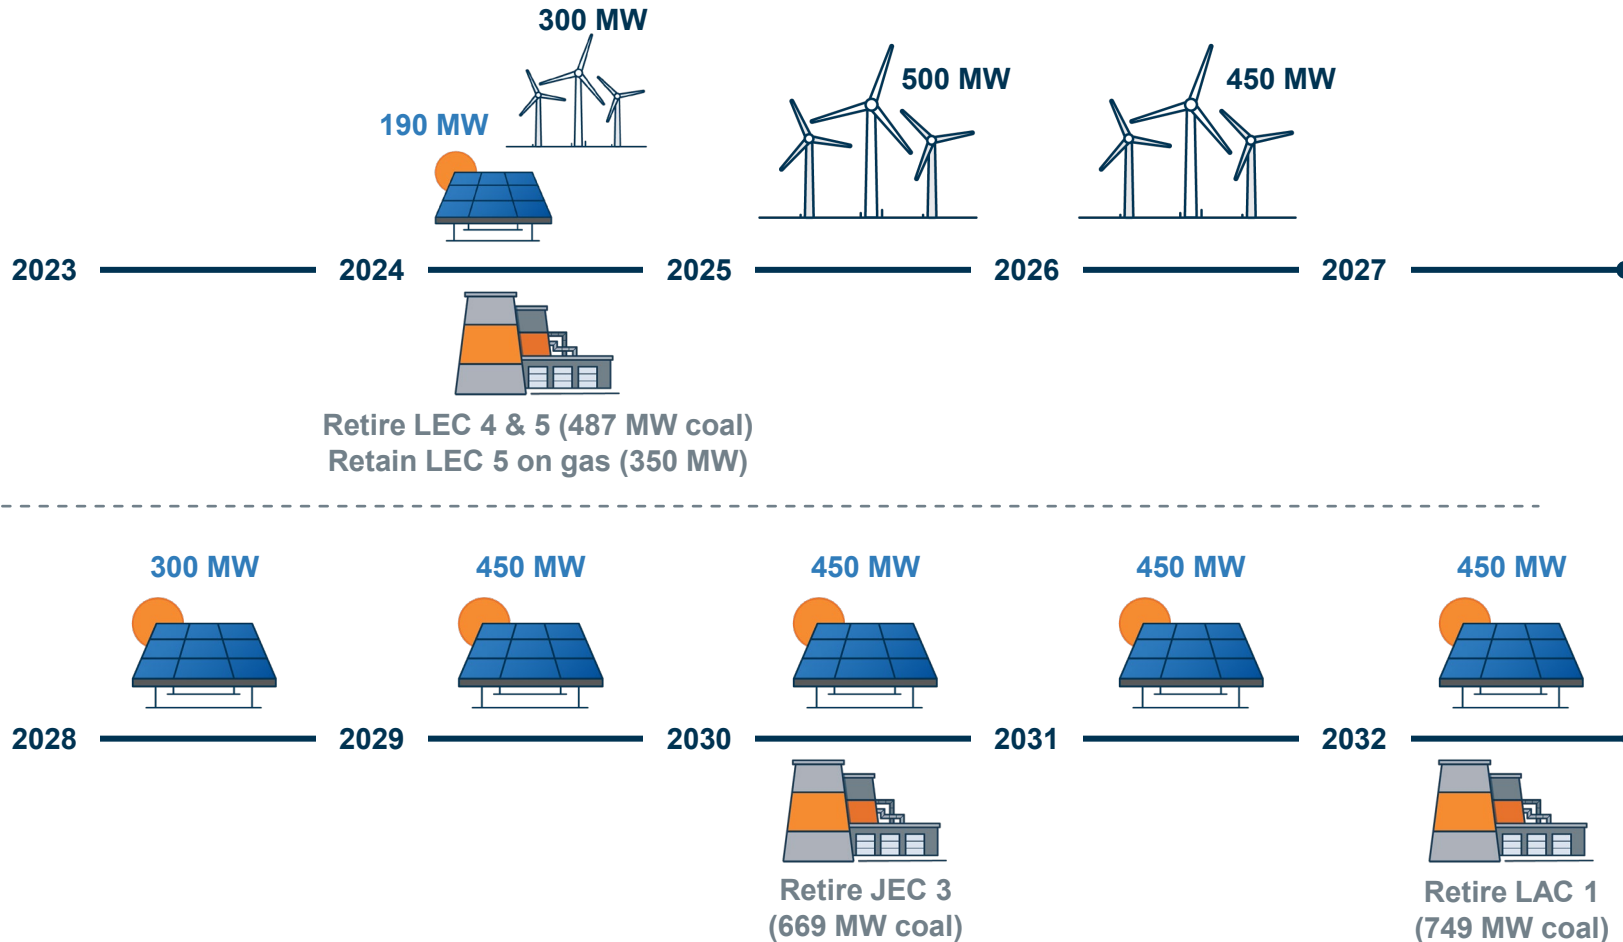 300 MW
190 MW
500 MW
450 MW
2023
2024
2025
2026
2027
Retire LEC 4 & 5 (487 MW coal)
Retain LEC 5 on gas (350 MW)
300 MW
450 MW
450 MW
450 MW
450 MW
2028
2029
2030
2031
2032
Retire JEC 3
(669 MW coal)
Retire LAC 1
(749 MW coal)